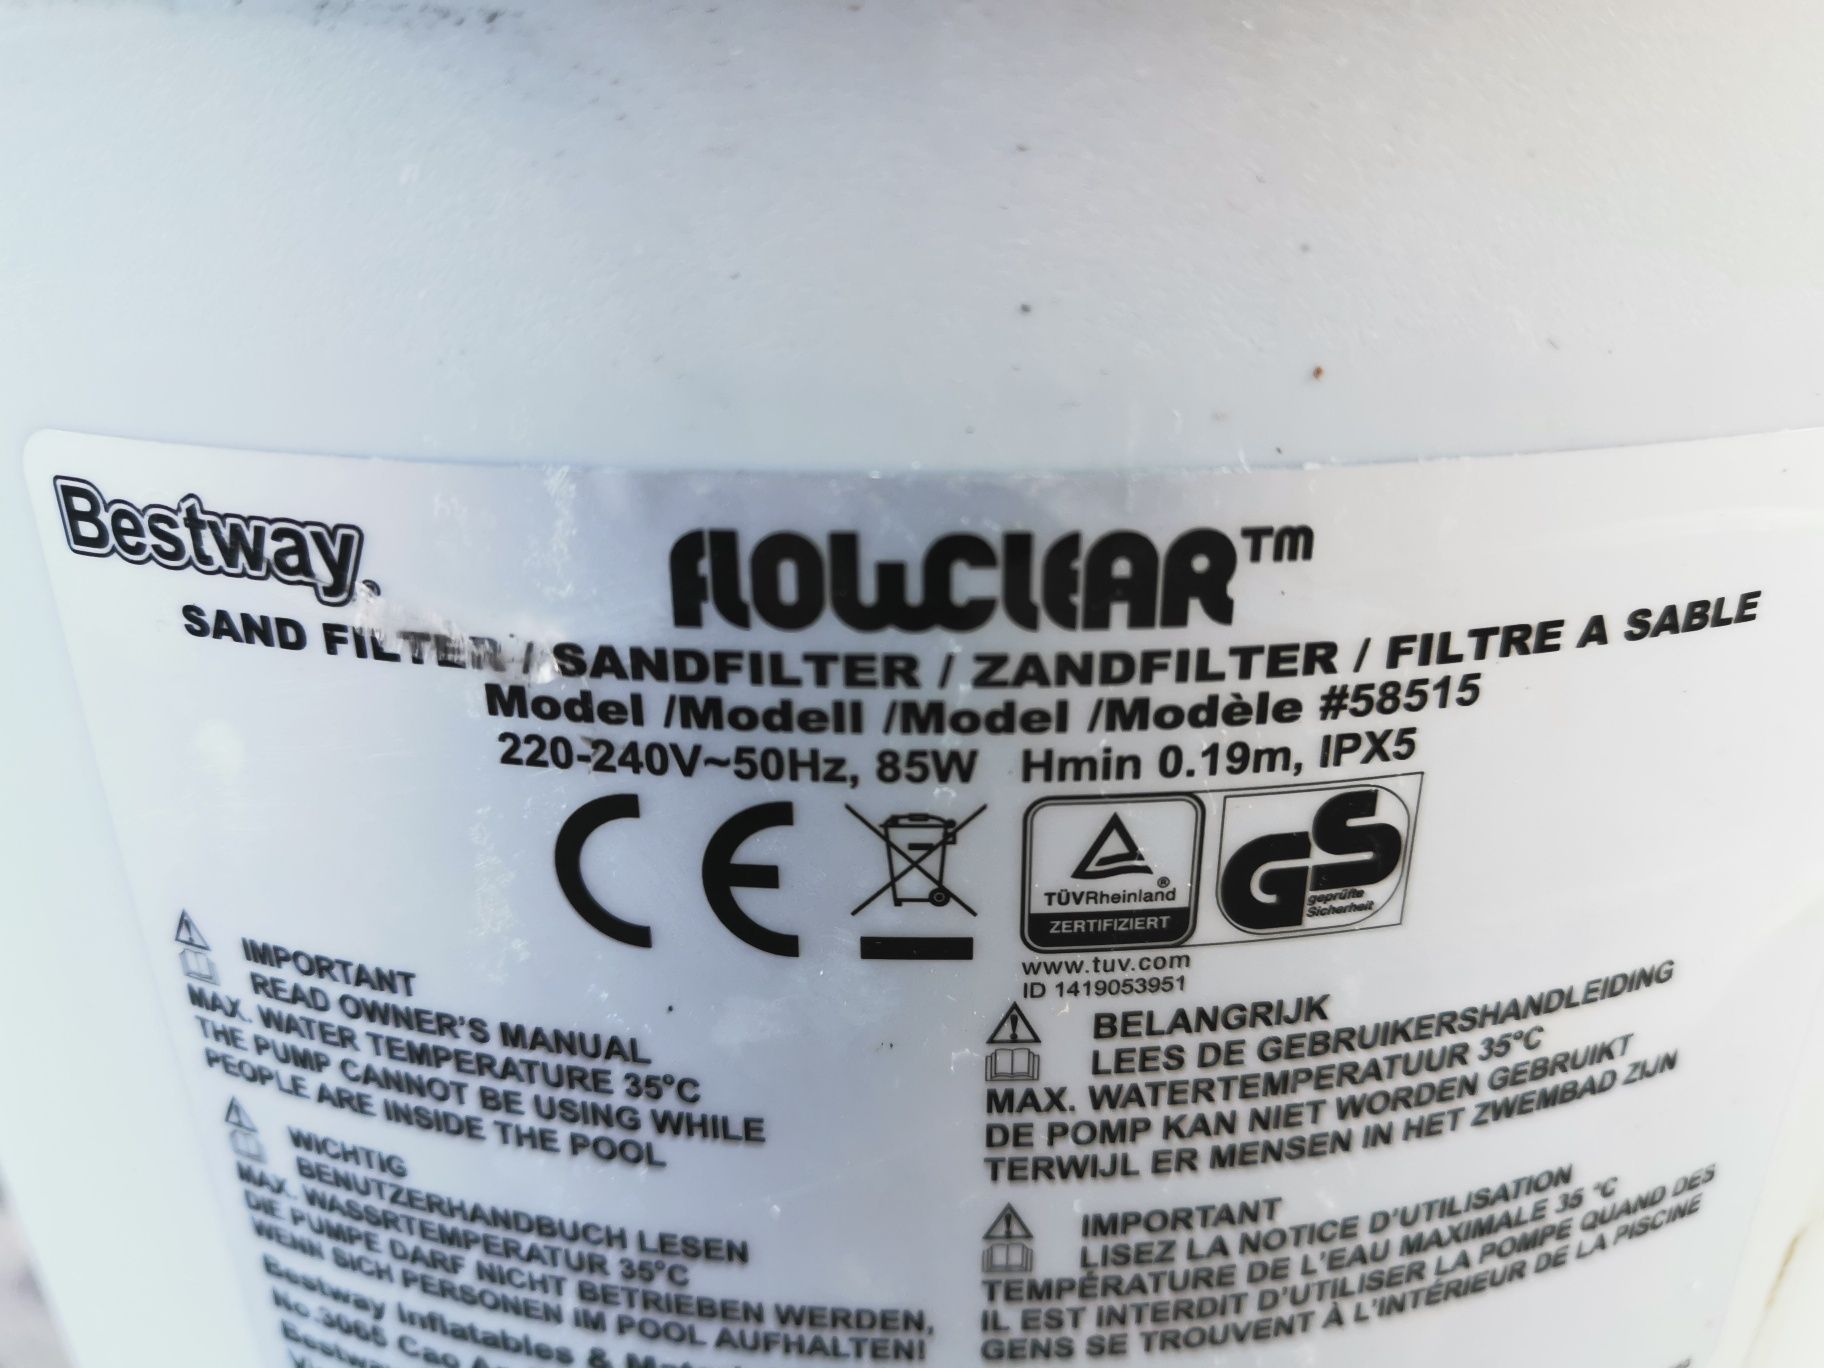 Bestway®
FLOWCLEAR™
SAND FILTER / SANDFILTER / ZANDFILTER / FILTRE A SABLE
Model /Modell /Model /Modèle #58515
220-240V~50Hz, 85W Hmin 0.19m, IPX5
CE
TÜVRheinland®
ZERTIFIZIERT
GS
geprüfte
Sicherheit
www.tuv.com
ID 1419053951
IMPORTANT
READ OWNER'S MANUAL
MAX. WATER TEMPERATURE 35°C
THE PUMP CANNOT BE USING WHILE
PEOPLE ARE INSIDE THE POOL
WICHTIG
BENUTZERHANDBUCH LESEN
MAX. WASSRTEMPERATUR 35°C
DIE PUMPE DARF NICHT BETRIEBEN WERDEN,
WENN SICH PERSONEN IM POOL AUFHALTEN!
Bestway Inflatables &
No.3065 Cao
BELANGRIJK
LEES DE GEBRUIKERSHANDLEIDING
MAX. WATERTEMPERATUUR 35°C
DE POMP KAN NIET WORDEN GEBRUIKT
TERWIJL ER MENSEN IN HET ZWEMBAD ZIJN
IMPORTANT
LISEZ LA NOTICE D'UTILISATION
TEMPÉRATURE DE L'EAU MAXIMALE 35 °C
IL EST INTERDIT D'UTILISER LA POMPE QUAND DES
GENS SE TROUVENT À L'INTÉRIEUR DE LA PISCINE